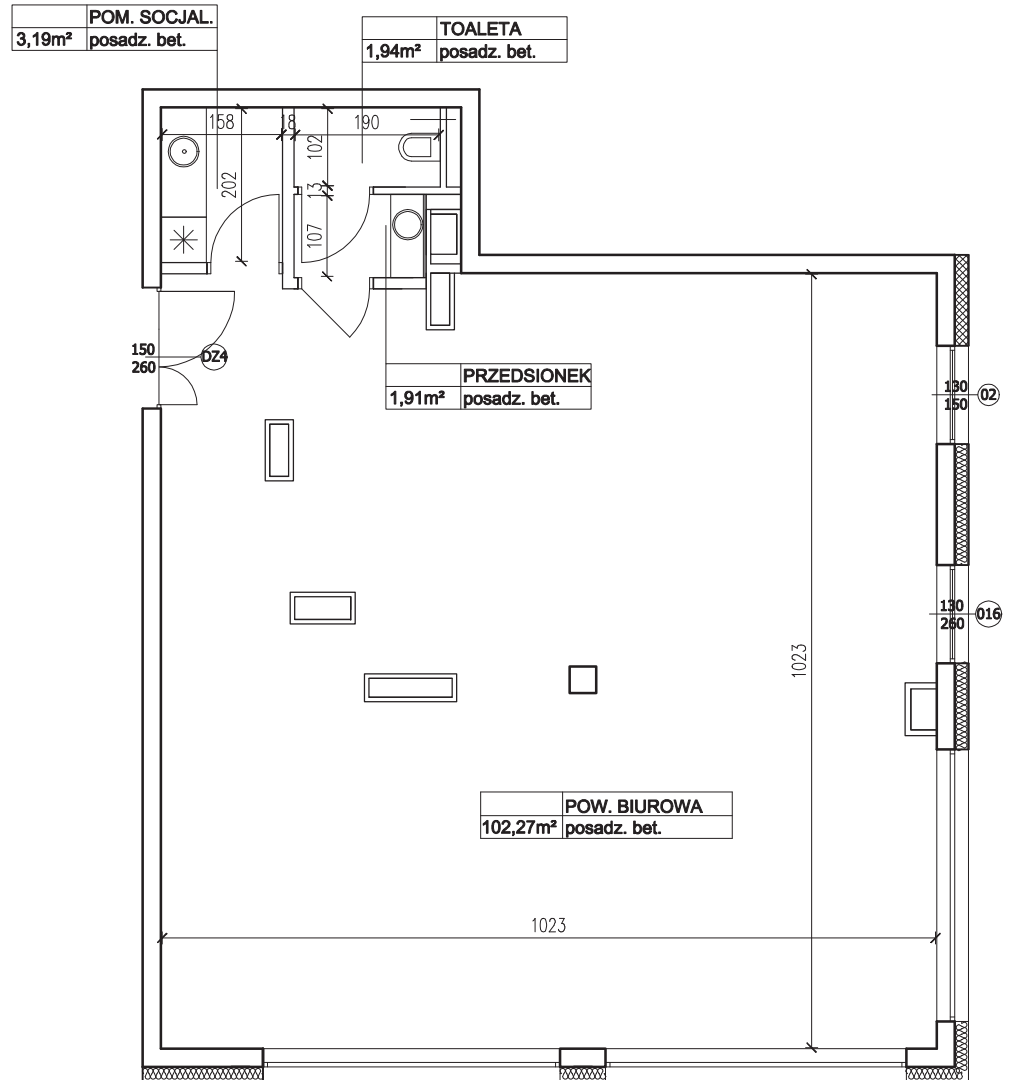 POM. SOCJAL.
3,19m² posadz. bet.
TOALETA
1,94m² posadz. bet.
158 18 190
102
202
13
107
150
260
DZ4
PRZEDSIONEK
1,91m² posadz. bet.
130
150
02
130
260
016
1023
POW. BIUROWA
102,27m² posadz. bet.
1023